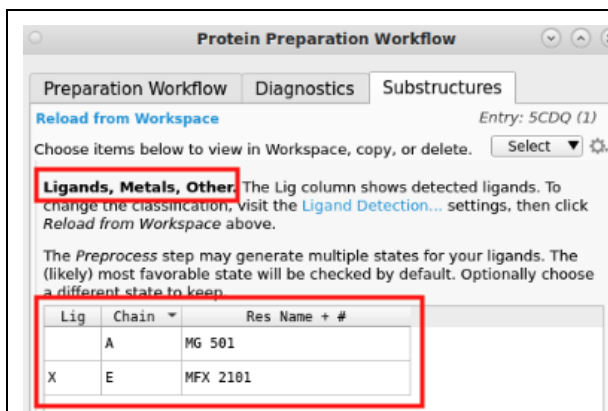 Protein Preparation Workflow
Preparation Workflow Diagnostics Substructures
Reload from Workspace Entry: 5CDQ (1)
Choose items below to view in Workspace, copy, or delete. Select
Ligands, Metals, Other. The Lig column shows detected ligands. To
change the classification, visit the Ligand Detection... settings, then click
Reload from Workspace above.
The Preprocess step may generate multiple states for your ligands. The
(likely) most favorable state will be checked by default. Optionally choose
a different state to keep.
Lig Chain Res Name + #
A MG 501
X E MFX 2101